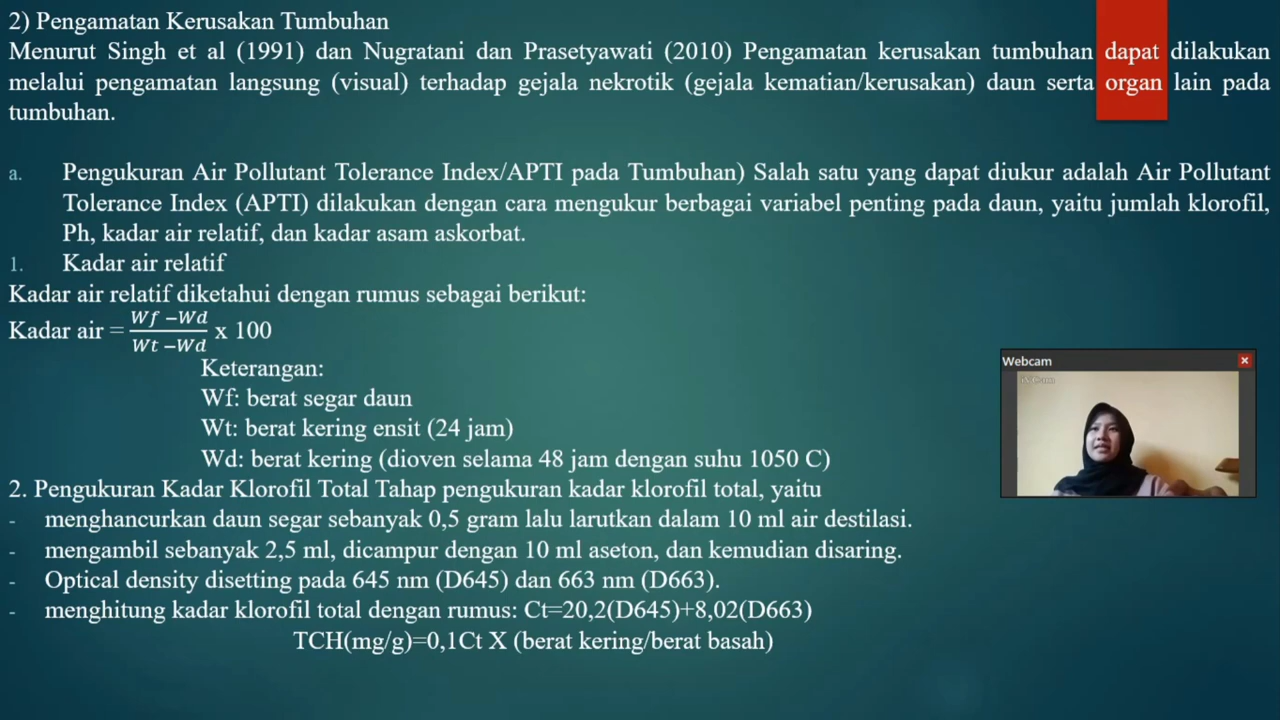 2) Pengamatan Kerusakan Tumbuhan
Menurut Singh et al (1991) dan Nugratani dan Prasetyawati (2010) Pengamatan kerusakan tumbuhan dapat dilakukan
melalui pengamatan langsung (visual) terhadap gejala nekrotik (gejala kematian/kerusakan) daun serta organ lain pada
tumbuhan.
a. Pengukuran Air Pollutant Tolerance Index/APTI pada Tumbuhan) Salah satu yang dapat diukur adalah Air Pollutant
Tolerance Index (APTI) dilakukan dengan cara mengukur berbagai variabel penting pada daun, yaitu jumlah klorofil,
Ph, kadar air relatif, dan kadar asam askorbat.
1. Kadar air relatif
Kadar air relatif diketahui dengan rumus sebagai berikut:
Kadar air = Wf –Wd / Wt –Wd x 100
Keterangan:
Wf: berat segar daun
Wt: berat kering ensit (24 jam)
Wd: berat kering (dioven selama 48 jam dengan suhu 1050 C)
Webcam
2. Pengukuran Kadar Klorofil Total Tahap pengukuran kadar klorofil total, yaitu
- menghancurkan daun segar sebanyak 0,5 gram lalu larutkan dalam 10 ml air destilasi.
- mengambil sebanyak 2,5 ml, dicampur dengan 10 ml aseton, dan kemudian disaring.
- Optical density disetting pada 645 nm (D645) dan 663 nm (D663).
- menghitung kadar klorofil total dengan rumus: Ct=20,2(D645)+8,02(D663)
TCH(mg/g)=0,1Ct X (berat kering/berat basah)